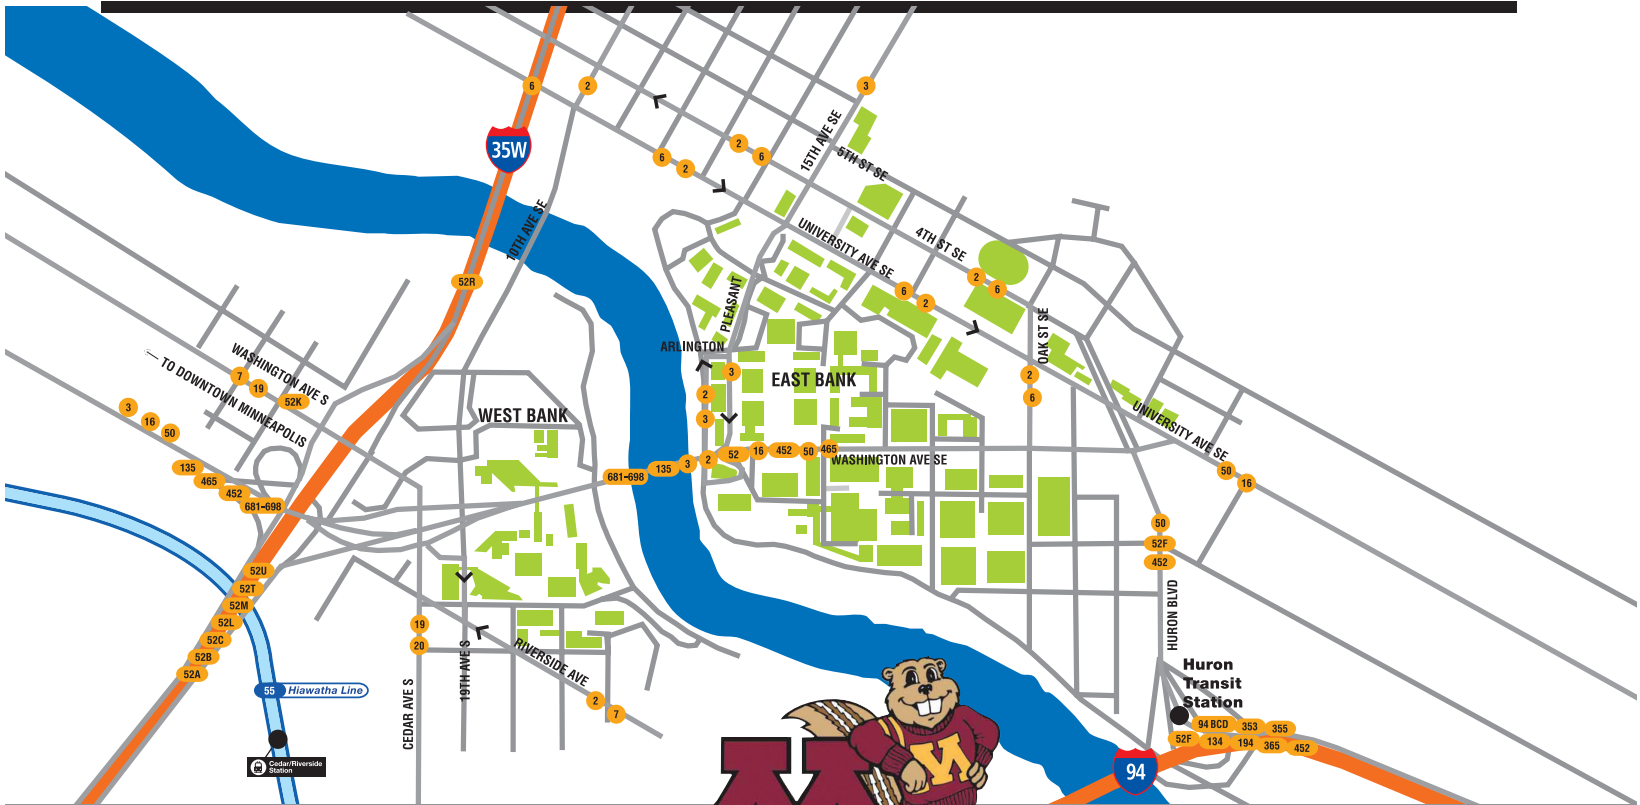 6
2
3
35W
15TH AVE SE
2
6
6
2
5TH ST SE
10TH AVE SE
UNIVERSITY AVE SE
4TH ST SE
52R
2
6
6
2
PLEASANT
OAK ST SE
ARLINGTON
WASHINGTON AVE S
TO DOWNTOWN MINNEAPOLIS
7
19
52K
3
EAST BANK
2
3
2
6
3
16
50
WEST BANK
UNIVERSITY AVE SE
135
465
452
681-698
681-698
135
3
2
52
16
452
50
465
WASHINGTON AVE SE
50
16
50
52F
452
52U
52T
52M
52L
52C
52B
52A
HURON BLVD
19
20
CEDAR AVE S
19TH AVE S
RIVERSIDE AVE
2
7
55
Hiawatha Line
Cedar/Riverside
Station
Huron
Transit
Station
94 BCD
353
355
52F
134
194
365
452
94
M
M